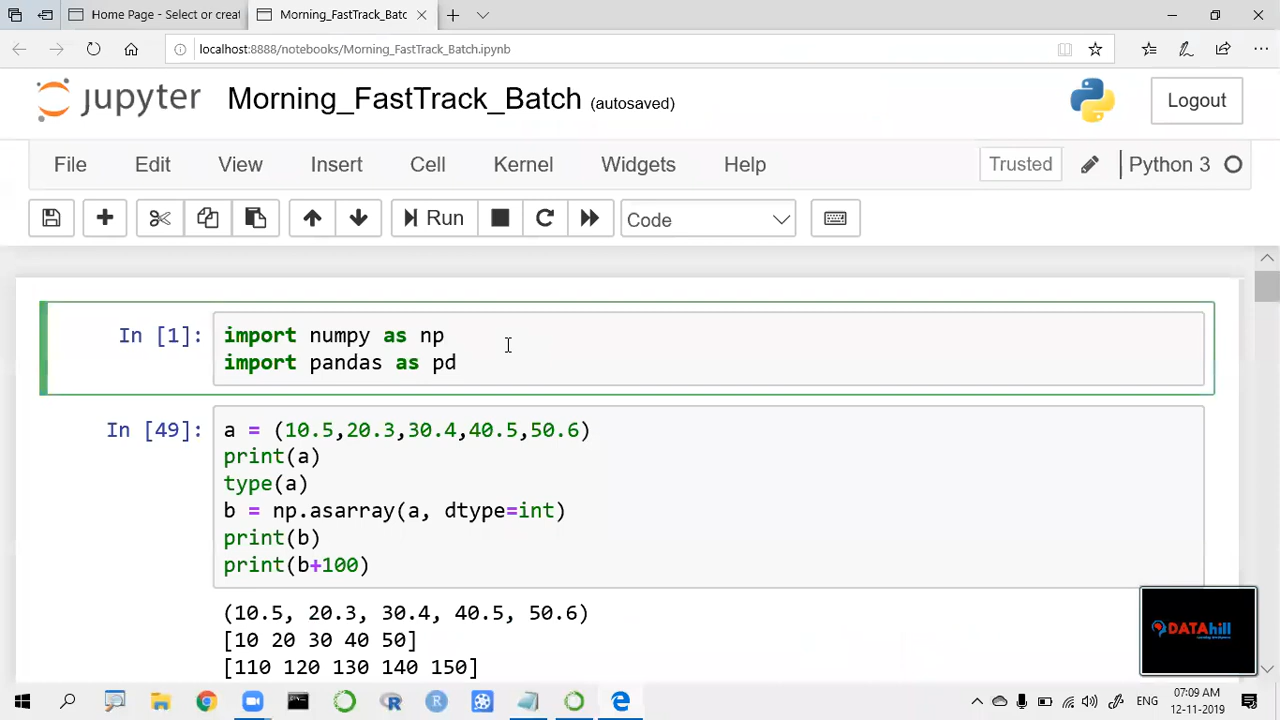 Home Page - Select or creat
Morning_FastTrack_Batc
localhost:8888/notebooks/Morning_FastTrack_Batch.ipynb
jupyter Morning_FastTrack_Batch (autosaved)
Logout
File Edit View Insert Cell Kernel Widgets Help
Trusted
Python 3
Run
Code
In [1]:
import numpy as np
import pandas as pd
In [49]:
a = (10.5,20.3,30.4,40.5,50.6)
print(a)
type(a)
b = np.asarray(a, dtype=int)
print(b)
print(b+100)
(10.5, 20.3, 30.4, 40.5, 50.6)
[10 20 30 40 50]
[110 120 130 140 150]
DATAhill
ENG
07:09 AM
12-11-2019